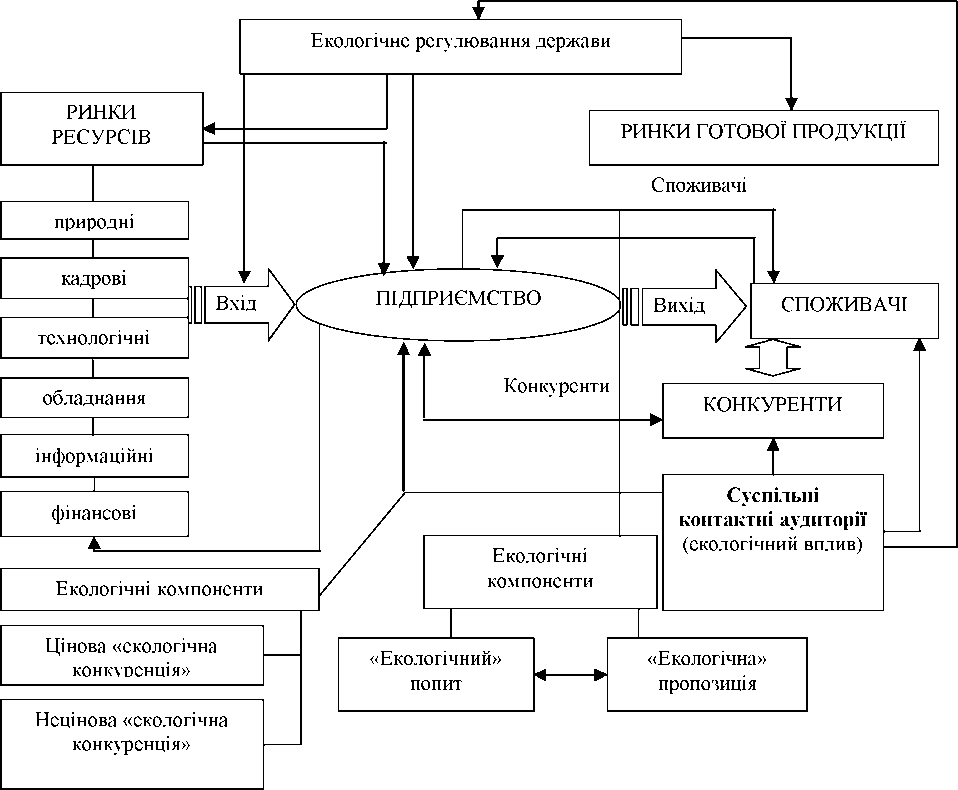 Екологічне регулювання держави
РИНКИ
РЕСУРСІВ
РИНКИ ГОТОВОЇ ПРОДУКЦІЇ
Споживачі
природні
кадрові
технологічні
обладнання
інформаційні
фінансові
Вхід
ПІДПРИЄМСТВО
Вихід
СПОЖИВАЧІ
Конкуренти
КОНКУРЕНТИ
Суспільні
контактні аудиторії
(екологічний вплив)
Екологічні
компоненти
Екологічні компоненти
Цінова «екологічна
конкуренція»
Нецінова «екологічна
конкуренція»
«Екологічний»
попит
«Екологічна»
пропозиція